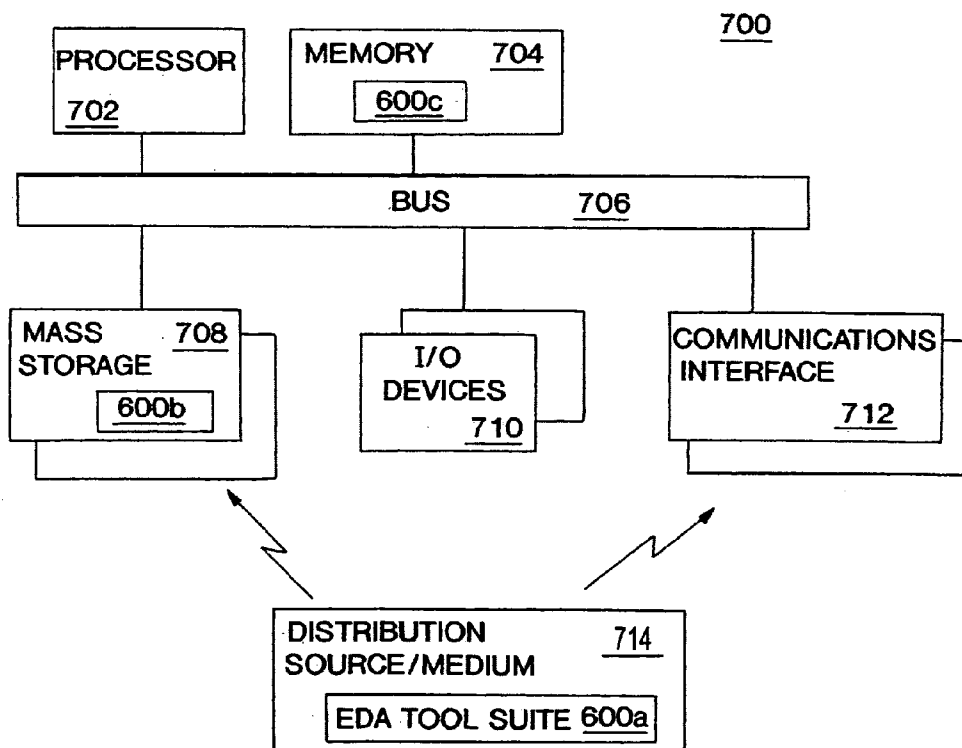 700
PROCESSOR
702
MEMORY 704
600c
BUS 706
MASS 708
STORAGE
600b
I/O
DEVICES
710
COMMUNICATIONS
INTERFACE
712
DISTRIBUTION 714
SOURCE/MEDIUM
EDA TOOL SUITE 600a